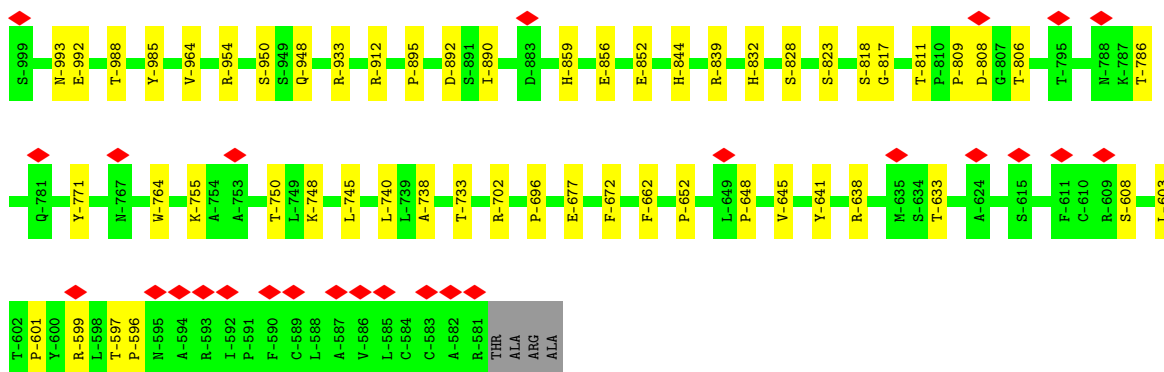 S-999 N-993 E-992 T-988 Y-985 V-964 R-954 S-950 S-949 Q-948 R-933 R-912 P-895 D-892 S-891 I-890 D-883 H-859 E-856 E-852 H-844 R-839 H-832 S-828 S-823 S-818 G-817 T-811 P-810 P-809 D-808 G-807 T-806 T-795 N-788 K-787 T-786
Q-781 Y-771 N-767 W-764 K-755 A-754 A-753 T-750 L-749 K-748 L-745 L-740 L-739 A-738 T-733 R-702 P-696 E-677 F-672 F-662 P-652 L-649 P-648 V-645 Y-641 R-638 M-635 S-634 T-633 A-624 S-615 F-611 C-610 R-609 S-608 L-603
T-602 P-601 Y-600 R-599 L-598 T-597 P-596 N-595 A-594 R-593 I-592 P-591 F-590 C-589 L-588 A-587 V-586 L-585 C-584 C-583 A-582 R-581 THR ALA ARG ALA